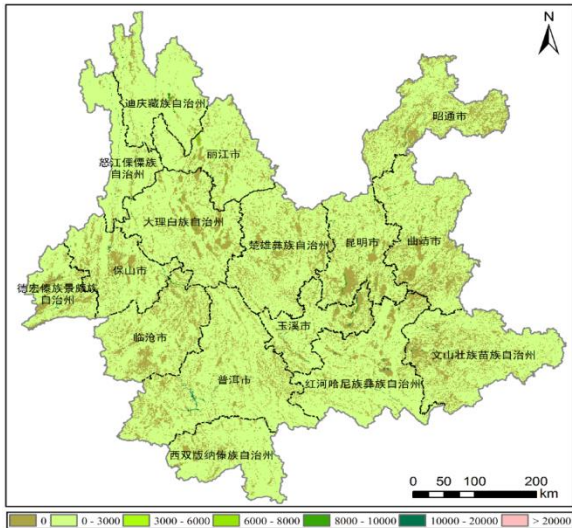 N
迪庆藏族自治州
昭通市
丽江市
怒江傈僳族
自治州
大理白族自治州
楚雄彝族自治州
昆明市
曲靖市
保山市
德宏傣族景颇族
自治州
玉溪市
临沧市
文山壮族苗族自治州
普洱市
红河哈尼族彝族自治州
西双版纳傣族自治州
0 50 100 200
km
0 0 - 3000 3000 - 6000 6000 - 8000 8000 - 10000 10000 - 20000 > 20000